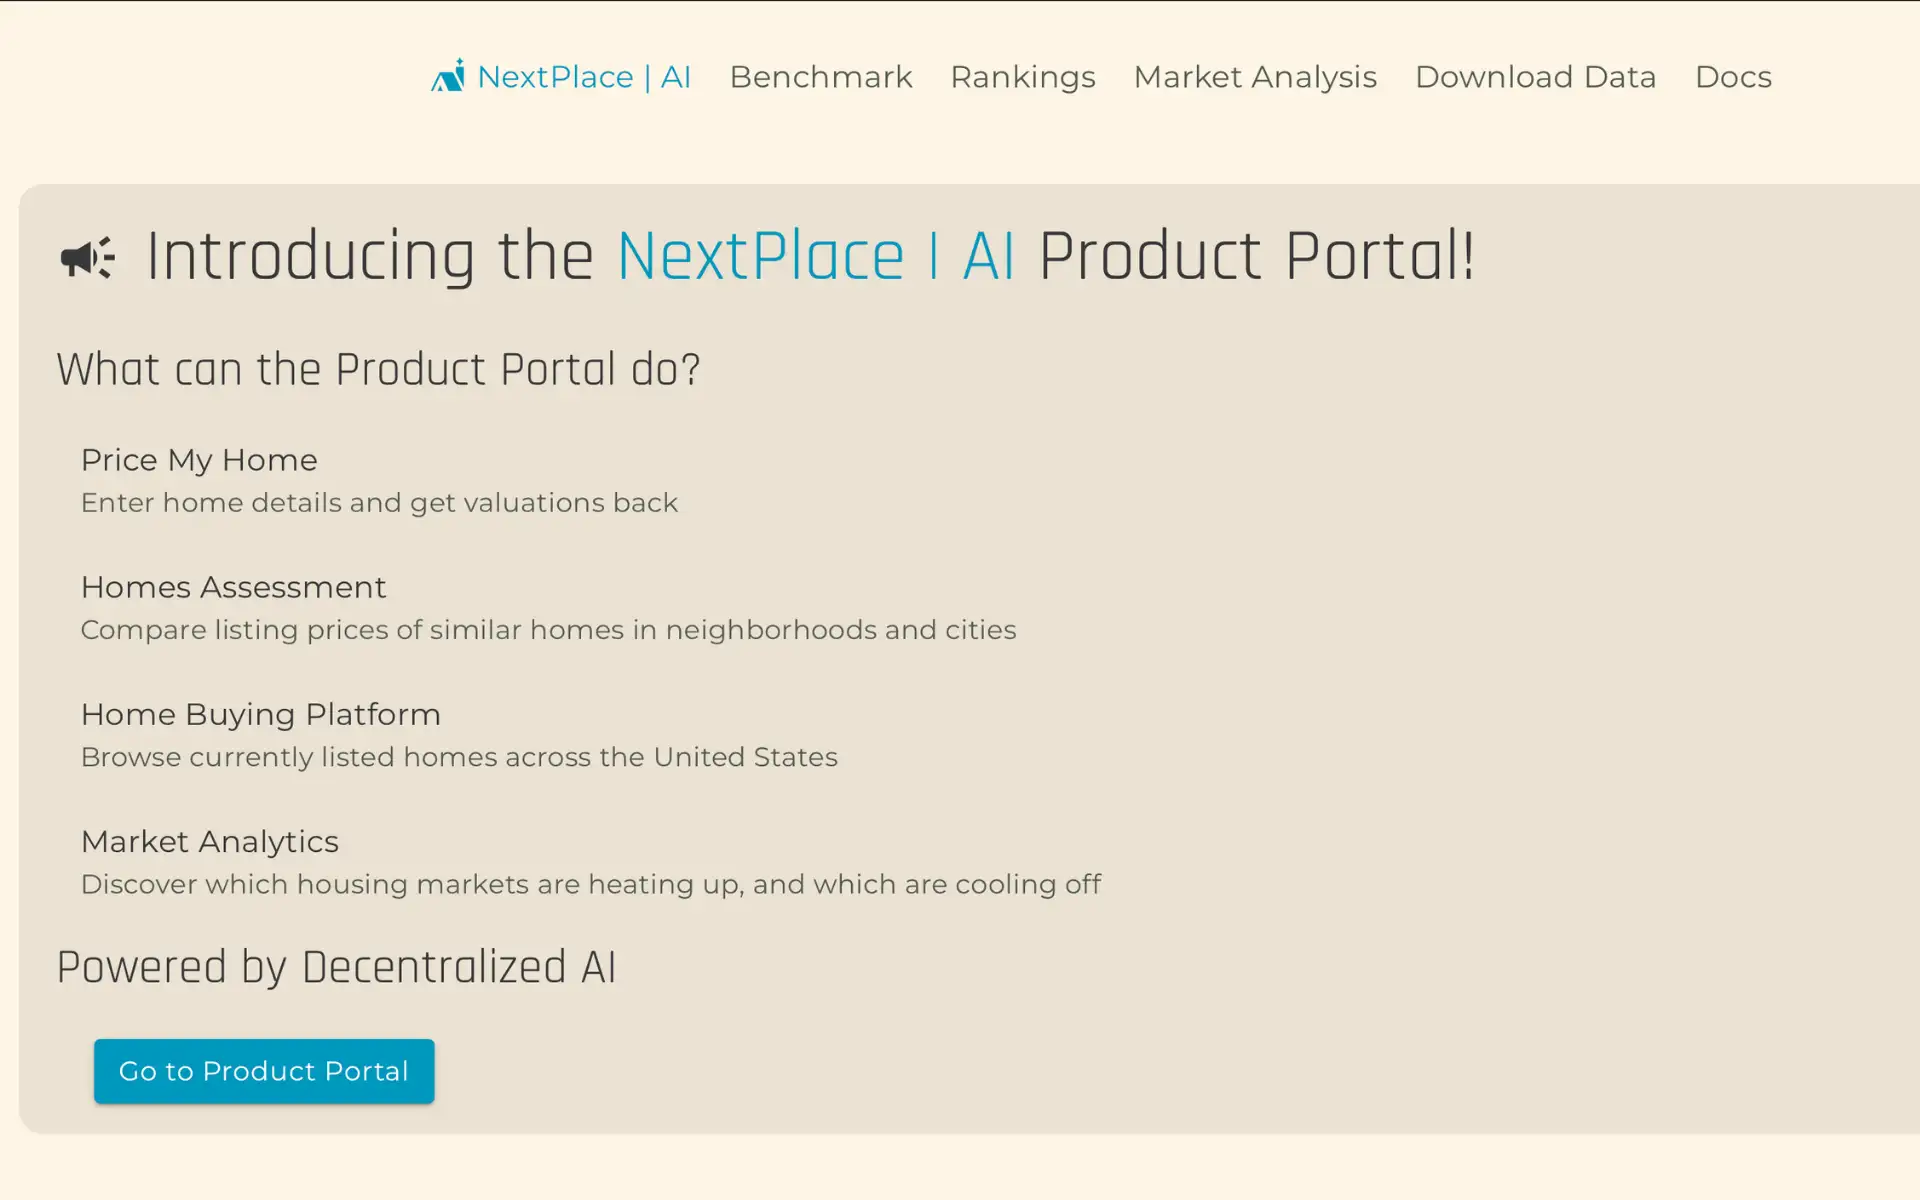 NextPlace | AI Benchmark Rankings Market Analysis Download Data Docs
Introducing the NextPlace | AI Product Portal!
What can the Product Portal do?
Price My Home
Enter home details and get valuations back
Homes Assessment
Compare listing prices of similar homes in neighborhoods and cities
Home Buying Platform
Browse currently listed homes across the United States
Market Analytics
Discover which housing markets are heating up, and which are cooling off
Powered by Decentralized AI
Go to Product Portal